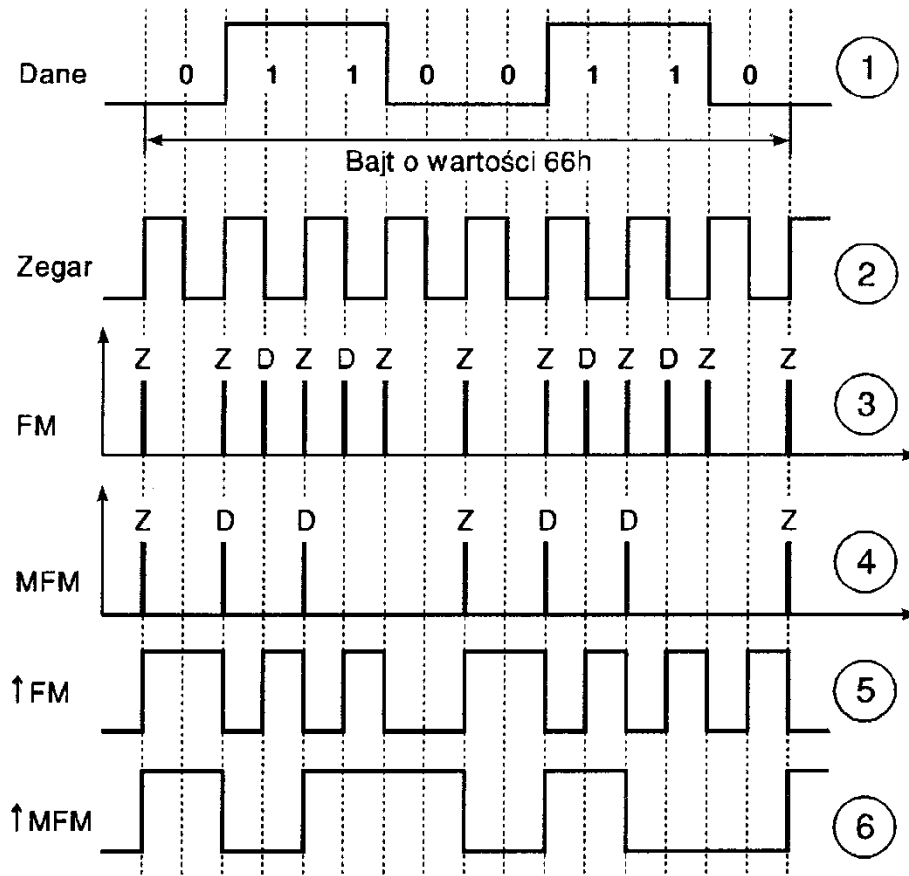 Dane 0 1 1 0 0 1 1 0 1
Bajt o wartości 66h
Zegar 2
Z Z D Z D Z Z Z D Z D Z Z
FM 3
Z D D Z D D Z
MFM 4
↑FM 5
↑MFM 6